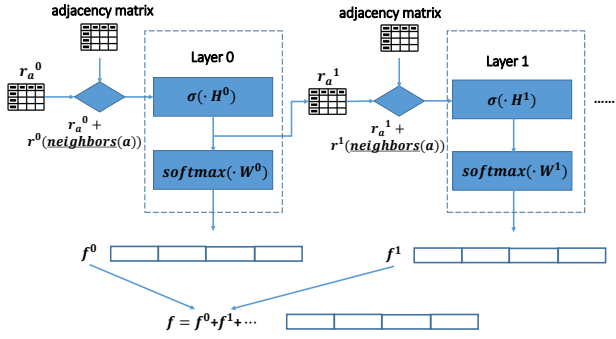 adjacency matrix
adjacency matrix
Layer 0
Layer 1
r_a^0
σ(· H^0)
r_a^1
σ(· H^1)
......
r_a^0 +
r^0(neighbors(a))
r_a^1 +
r^1(neighbors(a))
softmax(· W^0)
softmax(· W^1)
f^0
f^1
f = f^0+f^1+ ⋯